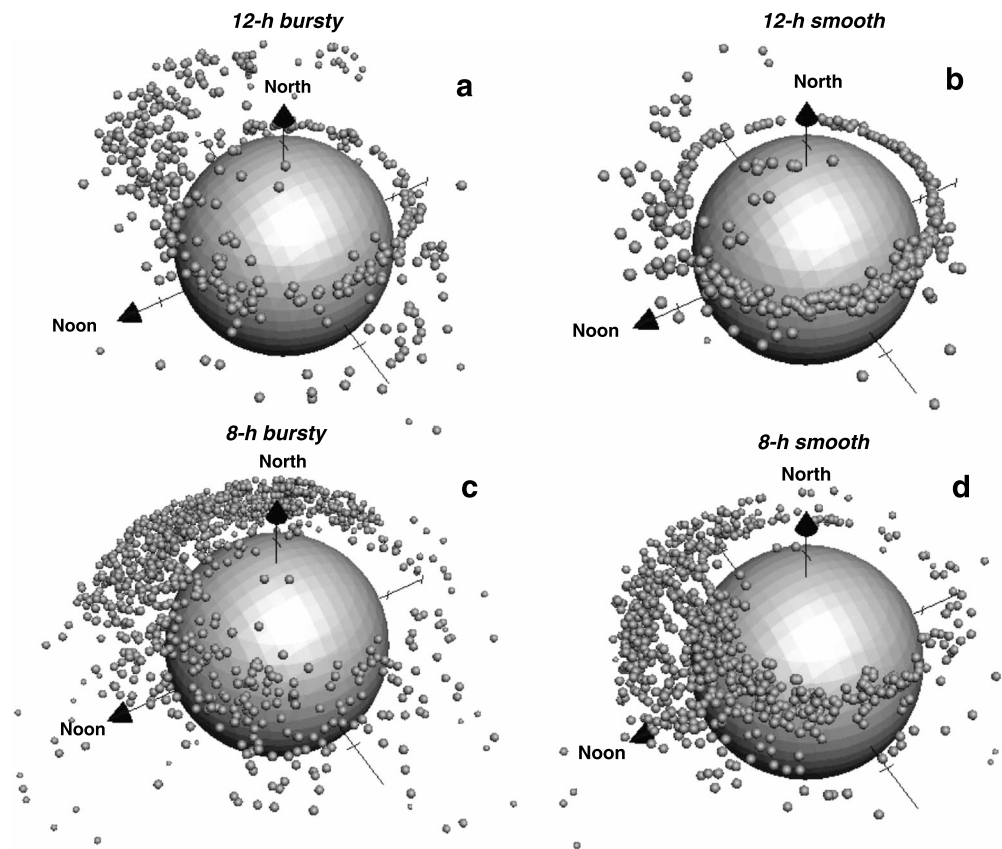 12-h bursty
12-h smooth
a
b
North
North
Noon
Noon
8-h bursty
8-h smooth
North
North
c
d
Noon
Noon